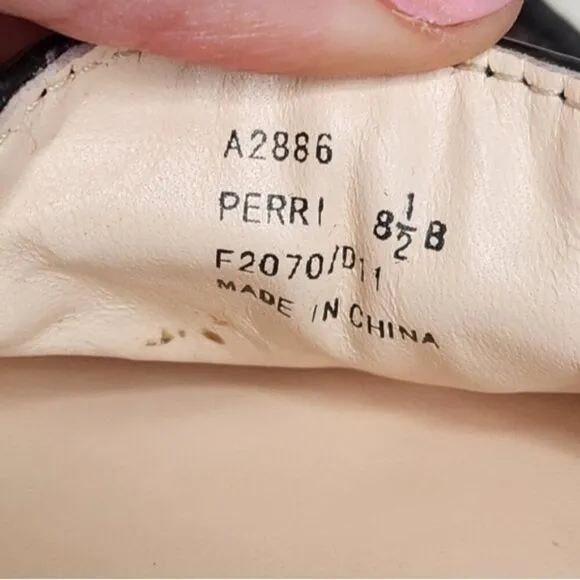 A2886
PERRI 8½B
F2070/D11
MADE IN CHINA